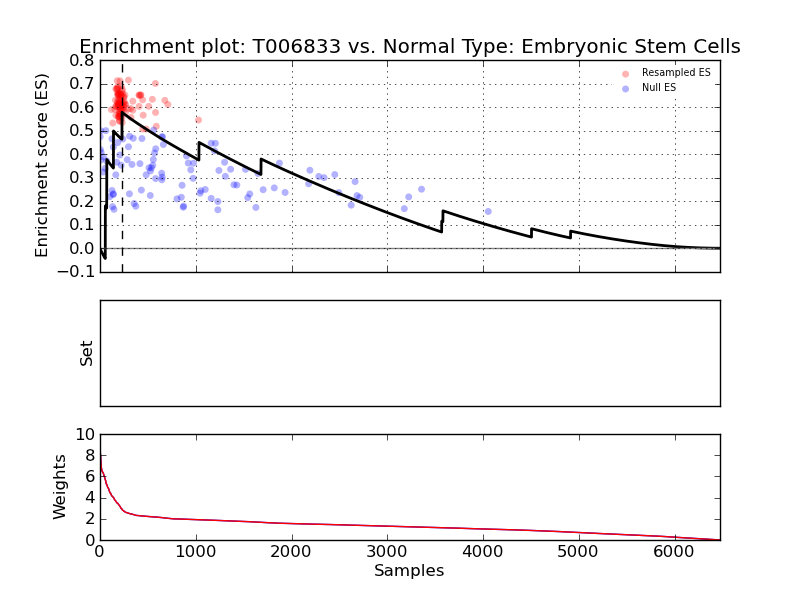 Enrichment plot: T006833 vs. Normal Type: Embryonic Stem Cells
0.8
0.7
0.6
0.5
0.4
0.3
0.2
0.1
0.0
−0.1
Enrichment score (ES)
Resampled ES
Null ES
Set
10
8
6
4
2
0
Weights
0 1000 2000 3000 4000 5000 6000
Samples